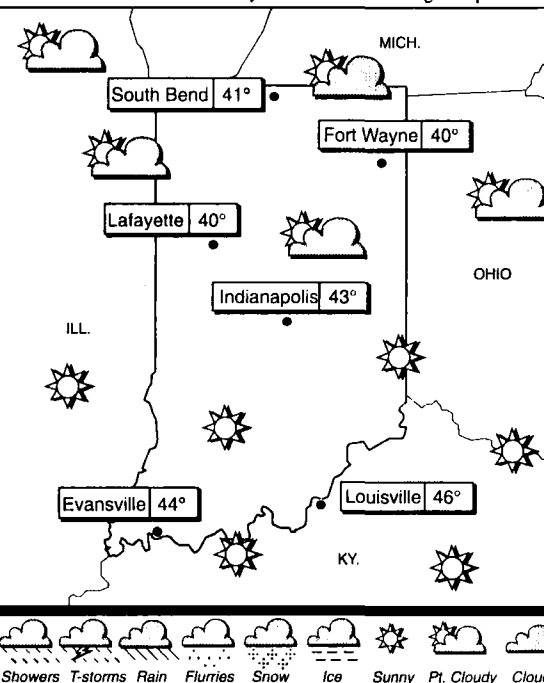 MICH.
South Bend 41°
Fort Wayne 40°
Lafayette 40°
OHIO
Indianapolis 43°
ILL.
Evansville 44°
Louisville 46°
KY.
Showers T-storms Rain Flurries Snow Ice Sunny Pt. Cloudy